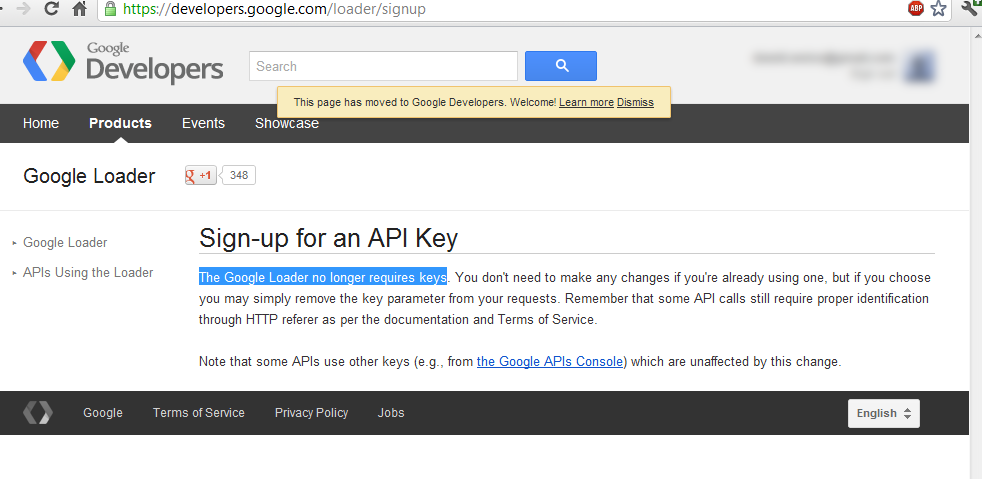 https://developers.google.com/loader/signup
ABP
Google
Developers
Search
This page has moved to Google Developers. Welcome! Learn more Dismiss
Home Products Events Showcase
Google Loader +1 348
Google Loader
APIs Using the Loader
Sign-up for an API Key
The Google Loader no longer requires keys. You don't need to make any changes if you're already using one, but if you choose
you may simply remove the key parameter from your requests. Remember that some API calls still require proper identification
through HTTP referer as per the documentation and Terms of Service.
Note that some APIs use other keys (e.g., from the Google APIs Console) which are unaffected by this change.
Google Terms of Service Privacy Policy Jobs English